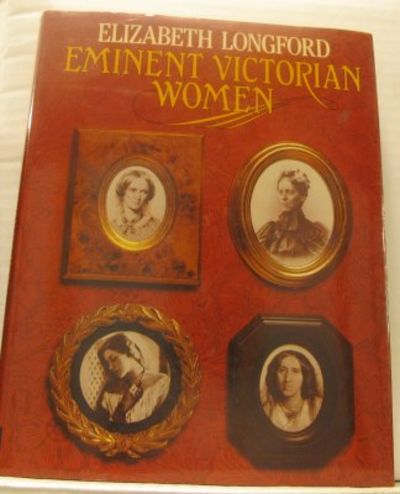 ELIZABETH LONGFORD
EMINENT VICTORIAN
WOMEN